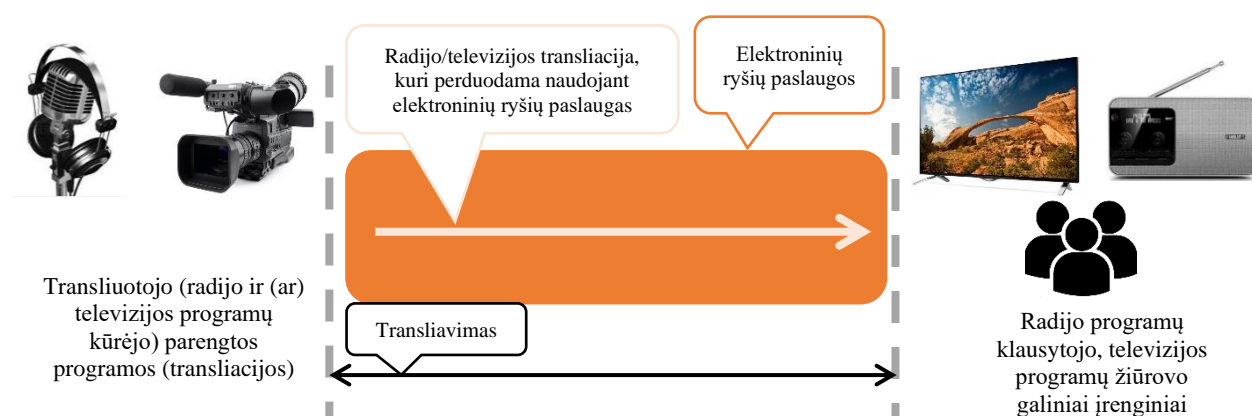 Radijo/televizijos transliacija,
kuri perduodama naudojant
elektroninių ryšių paslaugas
Elektroninių
ryšių paslaugos
Transliuotojo (radijo ir (ar)
televizijos programų
kūrėjo) parengtos
programos (transliacijos)
Transliavimas
Radijo programų
klausytojo, televizijos
programų žiūrovo
galiniai įrenginiai